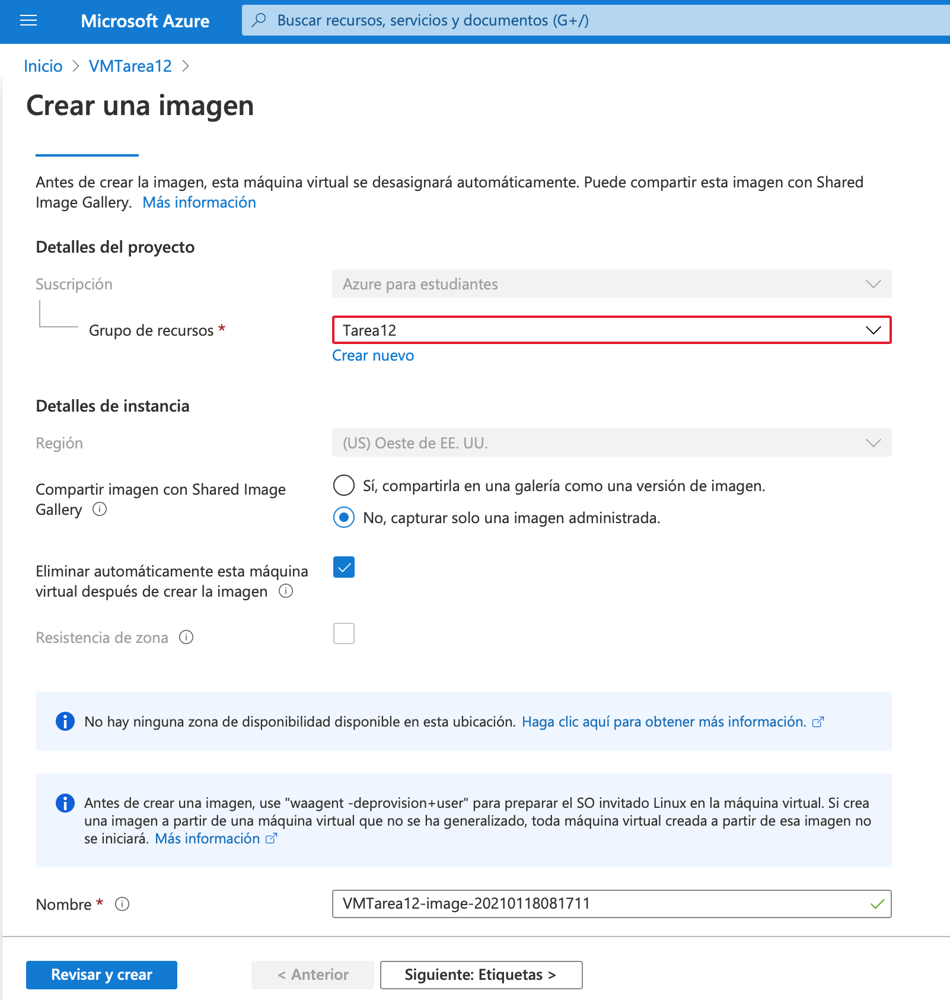 Microsoft Azure
Buscar recursos, servicios y documentos (G+/)
Inicio > VMTarea12 >
Crear una imagen
Antes de crear la imagen, esta máquina virtual se desasignará automáticamente. Puede compartir esta imagen con Shared
Image Gallery. Más información
Detalles del proyecto
Suscripción
Azure para estudiantes
Grupo de recursos *
Tarea12
Crear nuevo
Detalles de instancia
Región
(US) Oeste de EE. UU.
Compartir imagen con Shared Image
Gallery
Sí, compartirla en una galería como una versión de imagen.
No, capturar solo una imagen administrada.
Eliminar automáticamente esta máquina
virtual después de crear la imagen
Resistencia de zona
No hay ninguna zona de disponibilidad disponible en esta ubicación. Haga clic aquí para obtener más información.
Antes de crear una imagen, use "waagent -deprovision+user" para preparar el SO invitado Linux en la máquina virtual. Si crea
una imagen a partir de una máquina virtual que no se ha generalizado, toda máquina virtual creada a partir de esa imagen no
se iniciará. Más información
Nombre *
VMTarea12-image-20210118081711
Revisar y crear
< Anterior
Siguiente: Etiquetas >